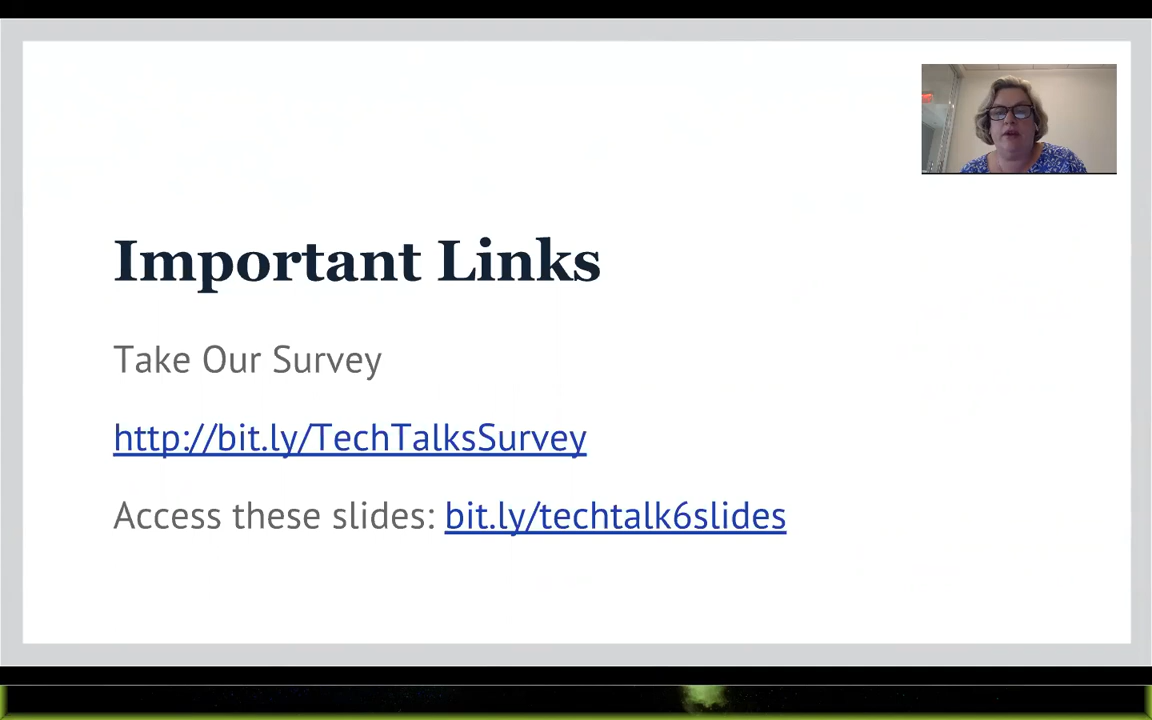 Important Links
Take Our Survey
http://bit.ly/TechTalksSurvey
Access these slides: bit.ly/techtalk6slides